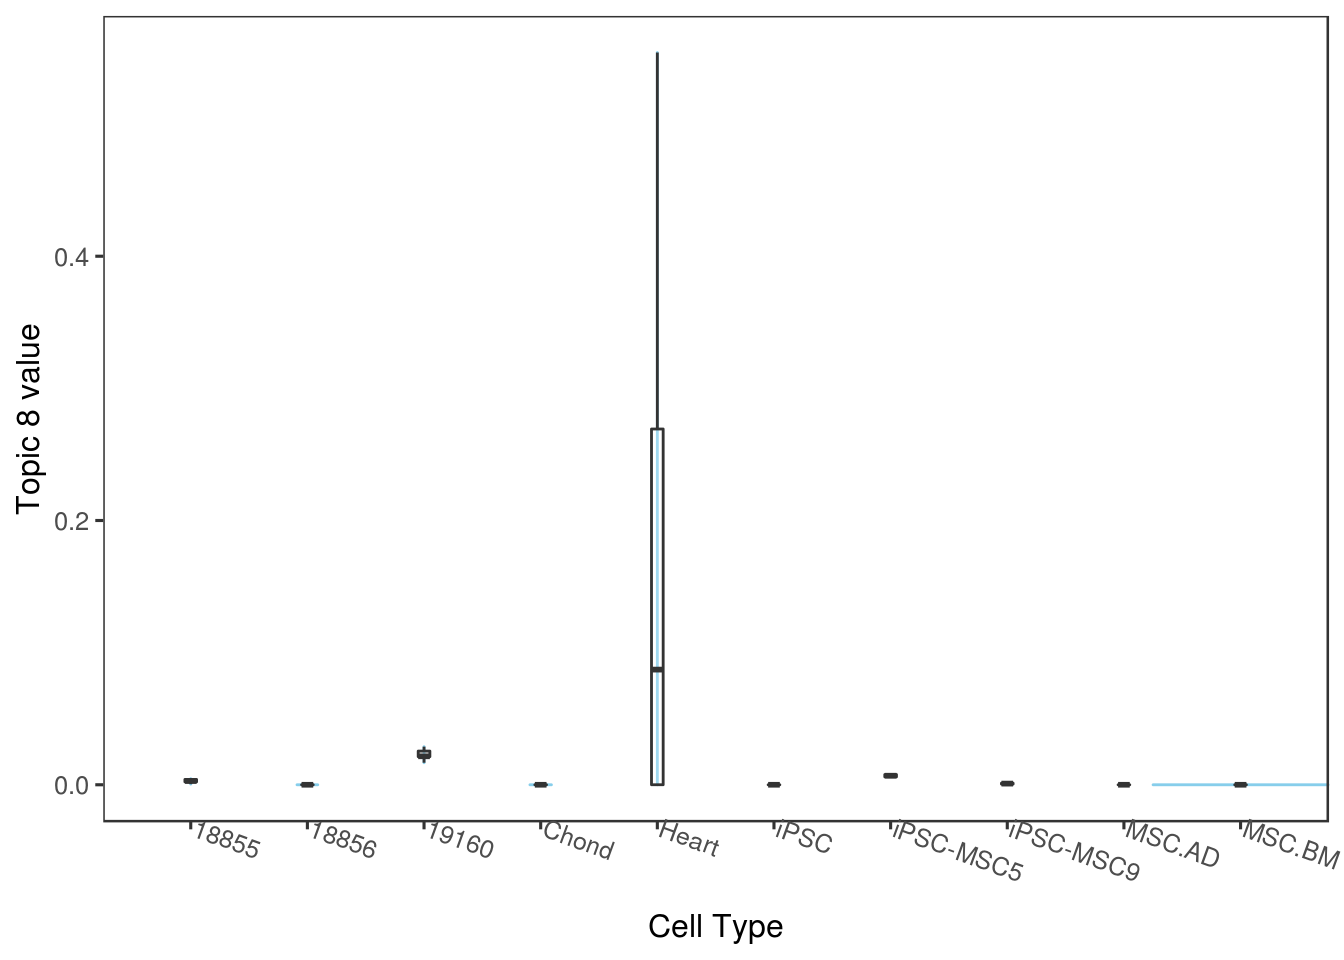 Topic 8 value
0.4
0.2
0.0
18855
18856
19160
Chond
Heart
iPSC
iPSC-MSC5
iPSC-MSC9
MSC.AD
MSC.BM
Cell Type